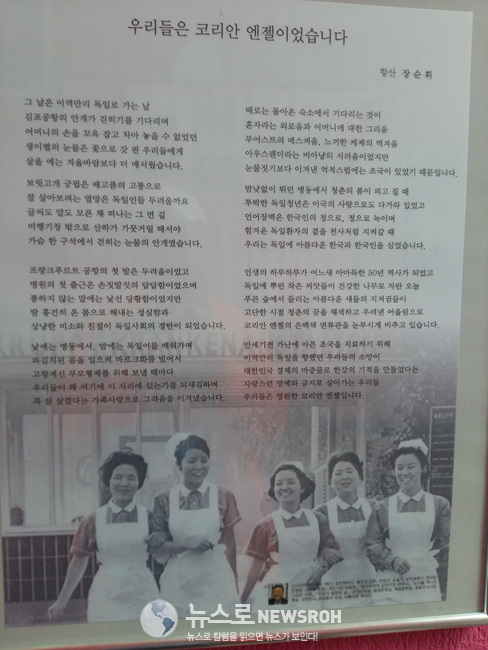 우리들은 코리안 엔젤이었습니다
항산 장순휘
그 날은 이역만리 독일로 가는 날
김포공항의 안개가 걷히기를 기다리며
어머니의 손을 꼬옥 잡고 차마 놓을 수 없었던
생이별의 눈물은 꽃으로 갓 핀 우리들에게
살을 에는 겨울바람보다 더 매서웠습니다.
보릿고개 궁핍은 배고픔의 고통으로
잘 살아보려는 열망은 독일인들 두려울까요
글씨도 말도 모른 채 떠나는 그 먼 길
비행기창 밖으로 산하가 가뭇거릴 때서야
가슴 한 구석에서 걷히는 눈물의 안개였습니다.
프랑크푸르트 공항의 첫 발은 두려움이었고
병원의 첫 출근은 손짓발짓의 답답함이었으며
통하지 않는 말에는 낯선 당황함이었지만
땀 흥건히 온 몸으로 해내는 성실함과
상냥한 미소와 친절이 독일사회의 경탄이 되었습니다.
낮에는 병동에서, 밤에는 독일어를 배워가며
파김치된 몸을 일으켜 마르크화를 벌어서
고향계신 부모형제를 위해 보낼 때마다
우리들이 왜 여기에 이 자리에 있는가를 되새김하며
꼭 잘 살겠다는 가족사랑으로 그리움을 이겨냈습니다.
때로는 돌아온 숙소에서 기다리는 것이
혼자라는 외로움과 어머니에 대한 그리움
부어스트의 메스꺼움, 느끼한 케제의 역겨움
아우스랜더라는 비아냥의 서러움이었지만
눈물짓기보다 이겨낸 억척스럼에는 조국이 있었기 때문입니다.
밤낮없이 뛰던 병동에서 청춘의 봄이 피고 질 때
투박한 독일청년은 이국의 사랑으로도 다가와 있었고
언어장벽은 한국인의 정으로, 정으로 녹이며
힘겨운 독일환자의 곁을 천사처럼 지켜갈 때
우리는 독일에 아름다운 한국과 한국인을 심었습니다.
인생의 하루하루가 어느새 아마득한 50년 역사가 되었고
독일에 뿌린 작은 씨앗들이 건강한 나무로 자란 오늘
푸른 숲에서 들리는 아름다운 새들의 지저귐들이
고단한 시절 청춘의 꿈을 채색하고 우려낸 어울림으로
코리안 엔젤의 은백색 면류관을 눈부시게 비추고 있습니다.
만세기전 가난에 아픈 조국을 치료하기 위해
이역만리 독일을 향했던 우리들의 소망이
대한민국 경제의 마중물로 한강의 기적을 만들었다는
자랑스런 명예와 긍지로 살아가는 우리들
우리들은 영원한 코리안 엔젤입니다.
뉴스로 NEWSROH
뉴스로 칼럼을 읽으면 뉴스가 보인다!